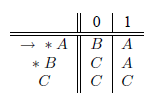 0 1
→ * A B A
* B C A
C C C